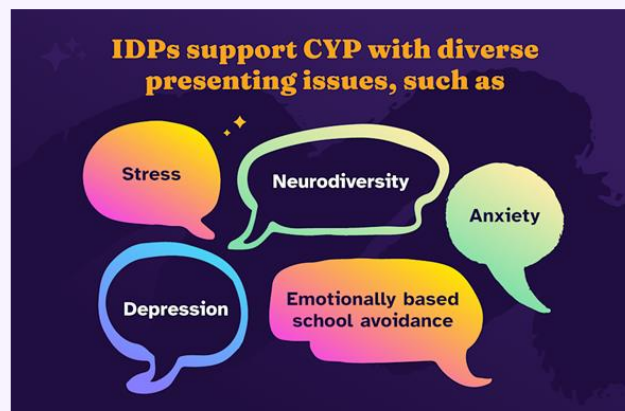 IDPs support CYP with diverse
presenting issues, such as
Stress
Neurodiversity
Anxiety
Depression
Emotionally based
school avoidance